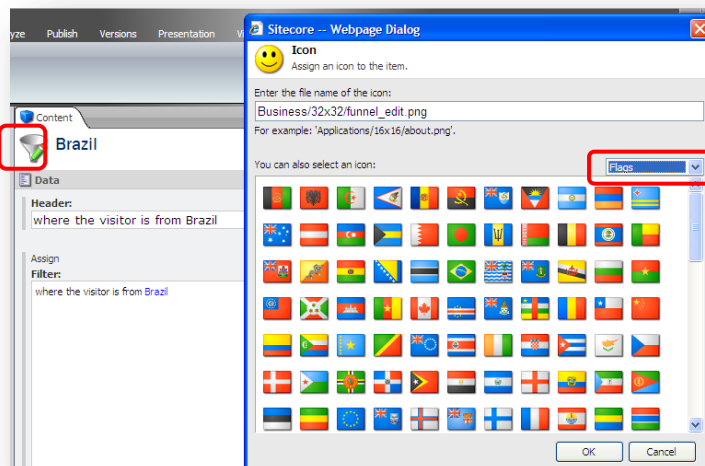 Sitecore -- Webpage Dialog
yze Publish Versions Presentation
Icon
Assign an icon to the item.
Enter the file name of the icon:
Business/32x32/funnel_edit.png
For example: 'Applications/16x16/about.png'.
You can also select an icon:
Flags
OK Cancel
Content
Brazil
Data
Header:
where the visitor is from Brazil
Assign
Filter:
where the visitor is from Brazil